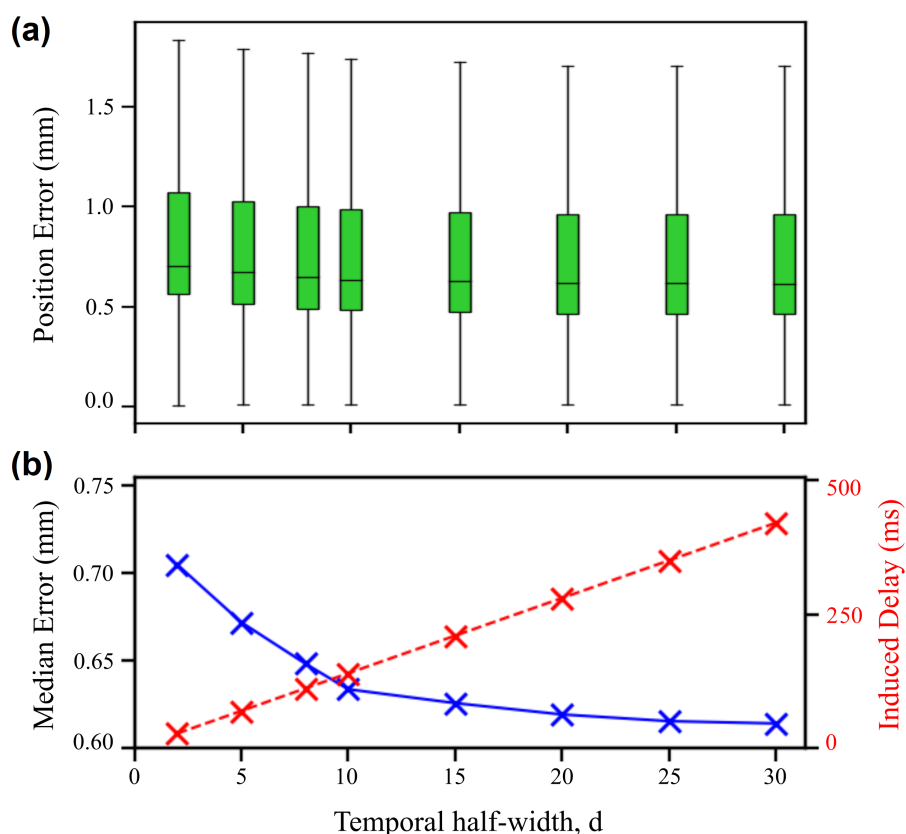 (a)
Position Error (mm)
1.5
1.0
0.5
0.0
(b)
Median Error (mm)
0.75
0.70
0.65
0.60
500
250
0
Induced Delay (ms)
0 5 10 15 20 25 30
Temporal half-width, d